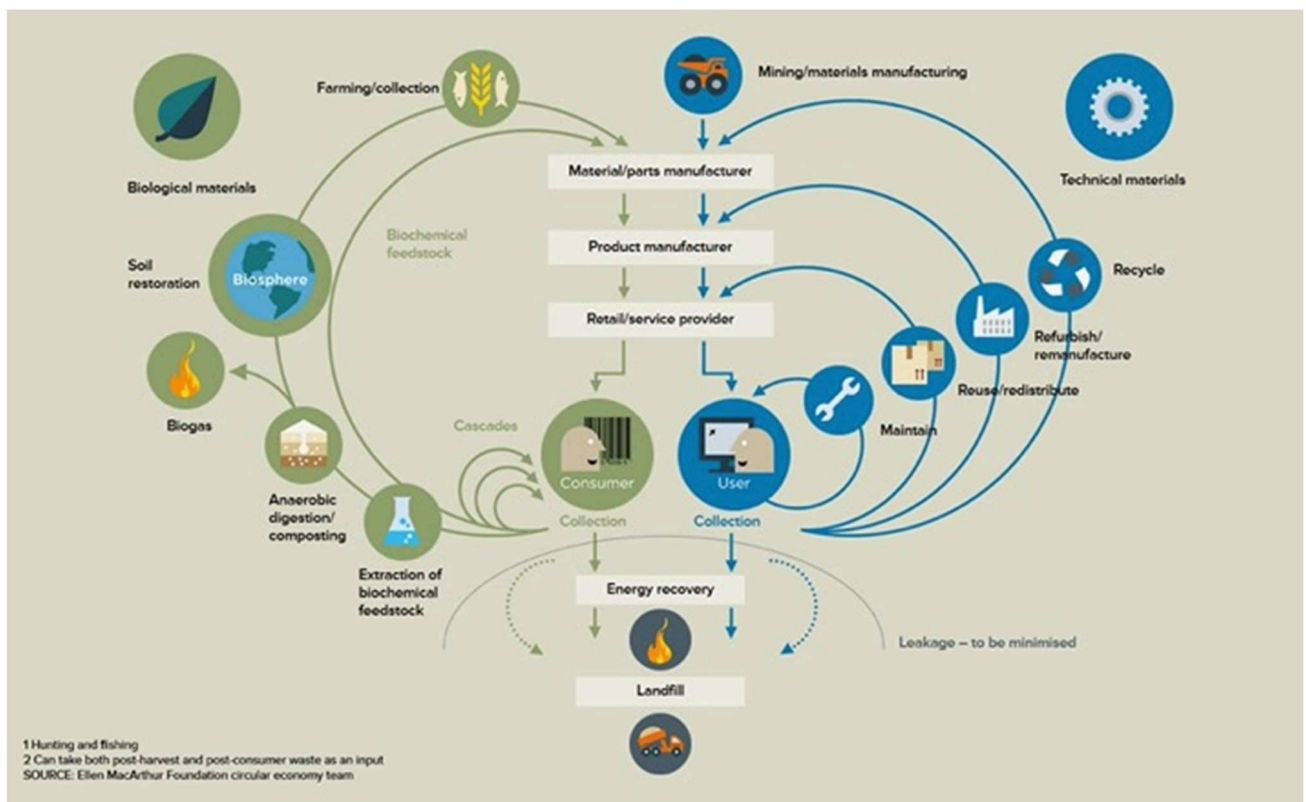 Farming/collection
Mining/materials manufacturing
Biological materials
Technical materials
Material/parts manufacturer
Biochemical
feedstock
Product manufacturer
Soil
restoration
Biosphere
Recycle
Retail/service provider
Refurbish/
remanufacture
Reuse/redistribute
Biogas
Cascades
Maintain
Consumer
User
Anaerobic
digestion/
composting
Collection
Collection
Extraction of
biochemical
feedstock
Energy recovery
Leakage – to be minimised
Landfill
1 Hunting and fishing
2 Can take both post-harvest and post-consumer waste as an input
SOURCE: Ellen MacArthur Foundation circular economy team